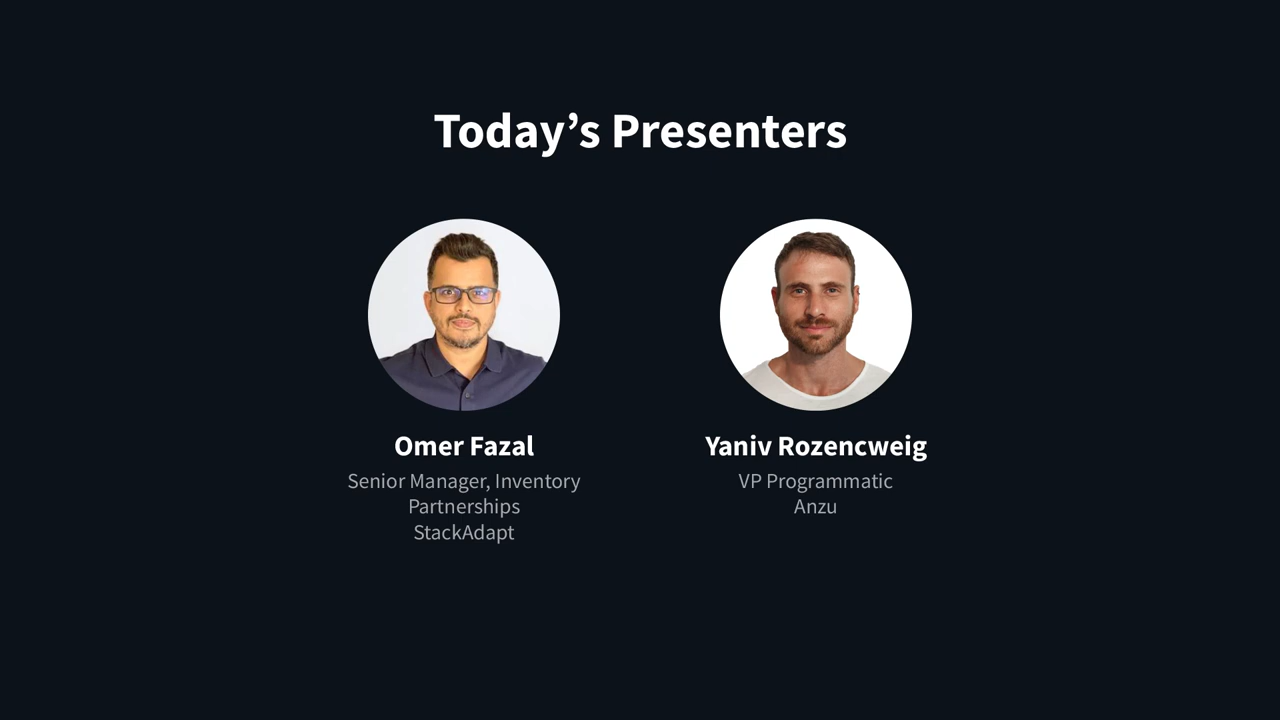 Today’s Presenters
Omer Fazal
Senior Manager, Inventory
Partnerships
StackAdapt
Yaniv Rozencweig
VP Programmatic
Anzu